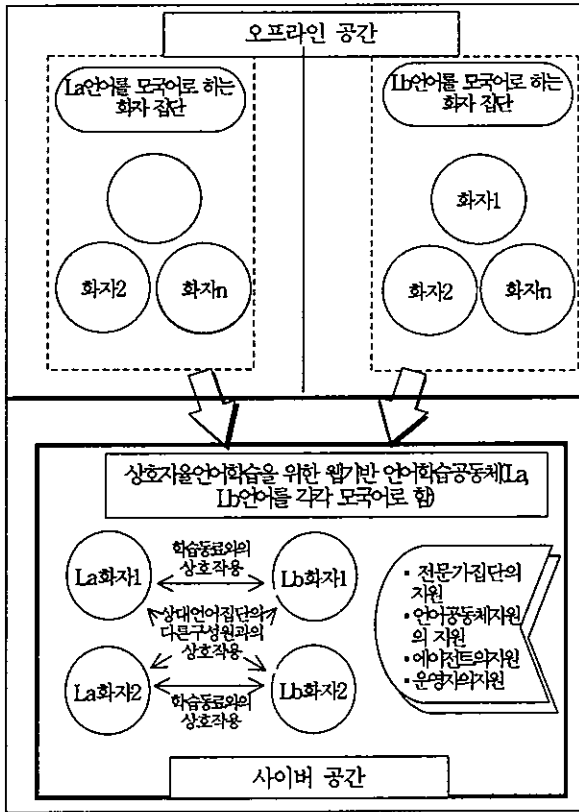 오프라인 공간
La언어를 모국어로 하는
화자 집단
Lb언어를 모국어로 하는
화자 집단
화자1
화자2
화자n
화자2
화자n
상호자율언어학습을 위한 웹기반 언어학습공동체(La,
Lb언어를 각각 모국어로 함)
La화자1
학습동료와의
상호작용
Lb화자1
상대언어집단의
다른구성원과의
상호작용
La화자2
학습동료와의
상호작용
Lb화자2
• 전문가집단의
지원
• 언어공동체지원
의 지원
• 에이전트의지원
• 운영자의지원
사이버 공간